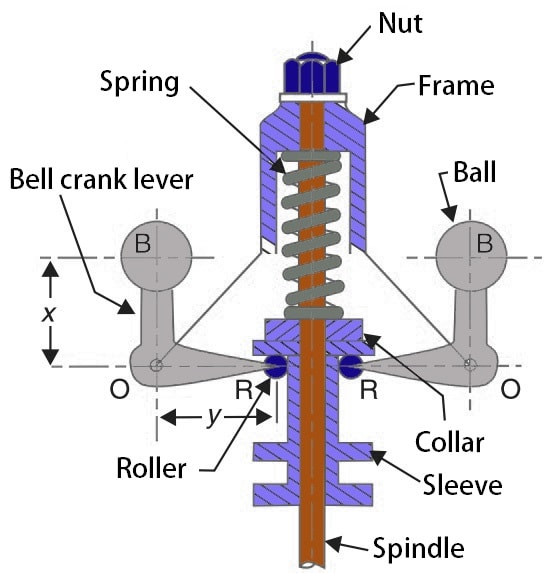 Nut
Spring
Frame
Bell crank lever
Ball
B
B
x
O
R
R
O
y
Roller
Collar
Sleeve
Spindle